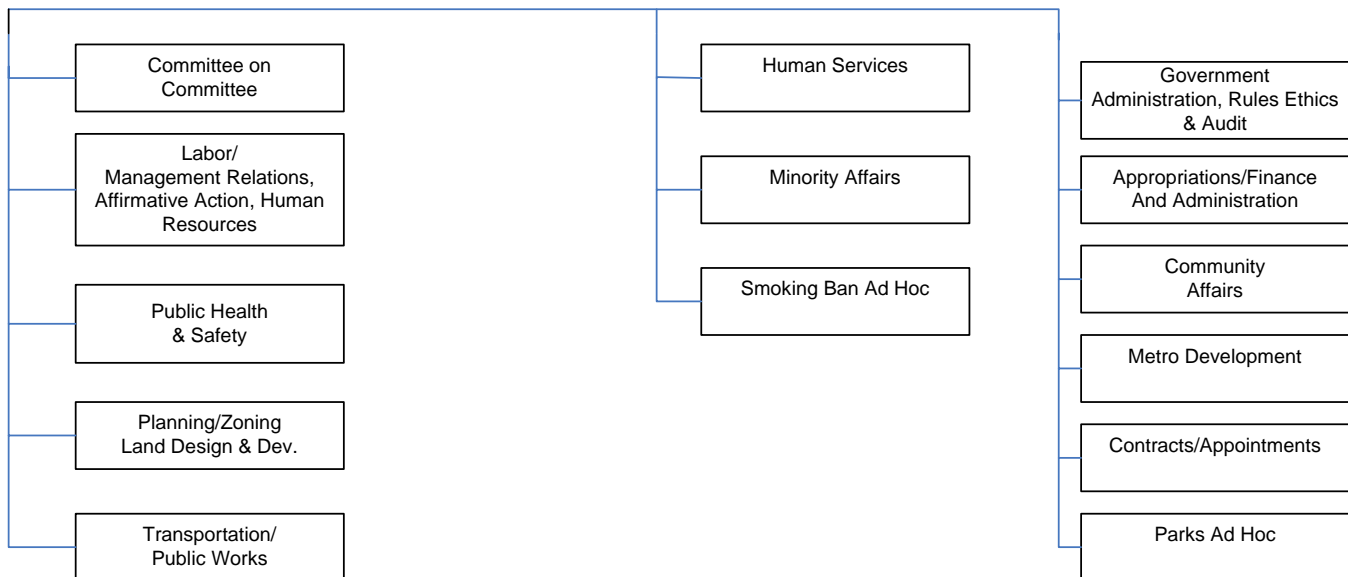 Committee on
Committee
Labor/
Management Relations,
Affirmative Action, Human
Resources
Public Health
& Safety
Planning/Zoning
Land Design & Dev.
Transportation/
Public Works
Human Services
Minority Affairs
Smoking Ban Ad Hoc
Government
Administration, Rules Ethics
& Audit
Appropriations/Finance
And Administration
Community
Affairs
Metro Development
Contracts/Appointments
Parks Ad Hoc